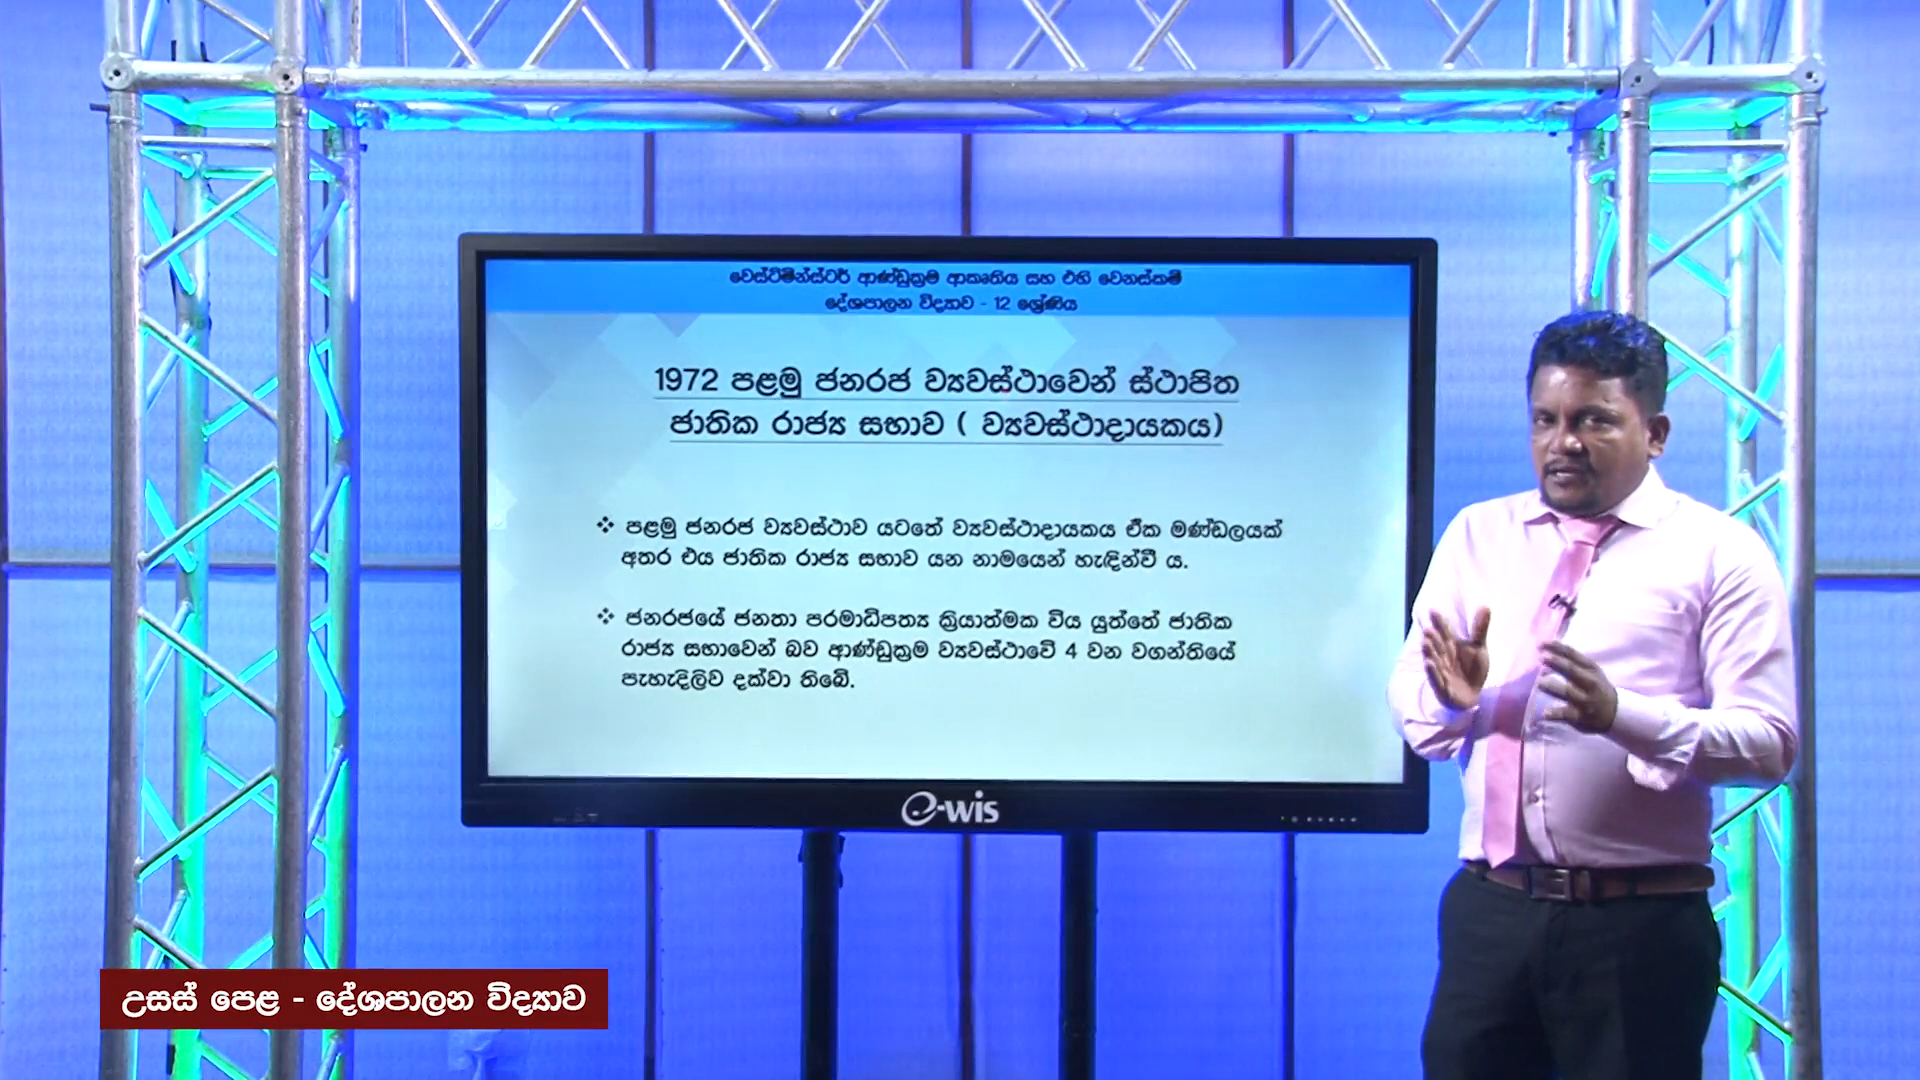 වෙස්ට්මින්ස්ටර් ආණ්ඩුක්‍රම ආකෘතිය සහ එහි වෙනස්කම්
දේශපාලන විද්‍යාව - 12 ශ්‍රේණිය
1972 පළමු ජනරජ ව්‍යවස්ථාවෙන් ස්ථාපිත
ජාතික රාජ්‍ය සභාව ( ව්‍යවස්ථාදායකය)
❖ පළමු ජනරජ ව්‍යවස්ථාව යටතේ ව්‍යවස්ථාදායකය ඒක මණ්ඩලයක්
අතර එය ජාතික රාජ්‍ය සභාව යන නාමයෙන් හැඳින්වී ය.
❖ ජනරජයේ ජනතා පරමාධිපත්‍ය ක්‍රියාත්මක විය යුත්තේ ජාතික
රාජ්‍ය සභාවෙන් බව ආණ්ඩුක්‍රම ව්‍යවස්ථාවේ 4 වන වගන්තියේ
පැහැදිලිව දක්වා තිබේ.
e-wis
උසස් පෙළ - දේශපාලන විද්‍යාව